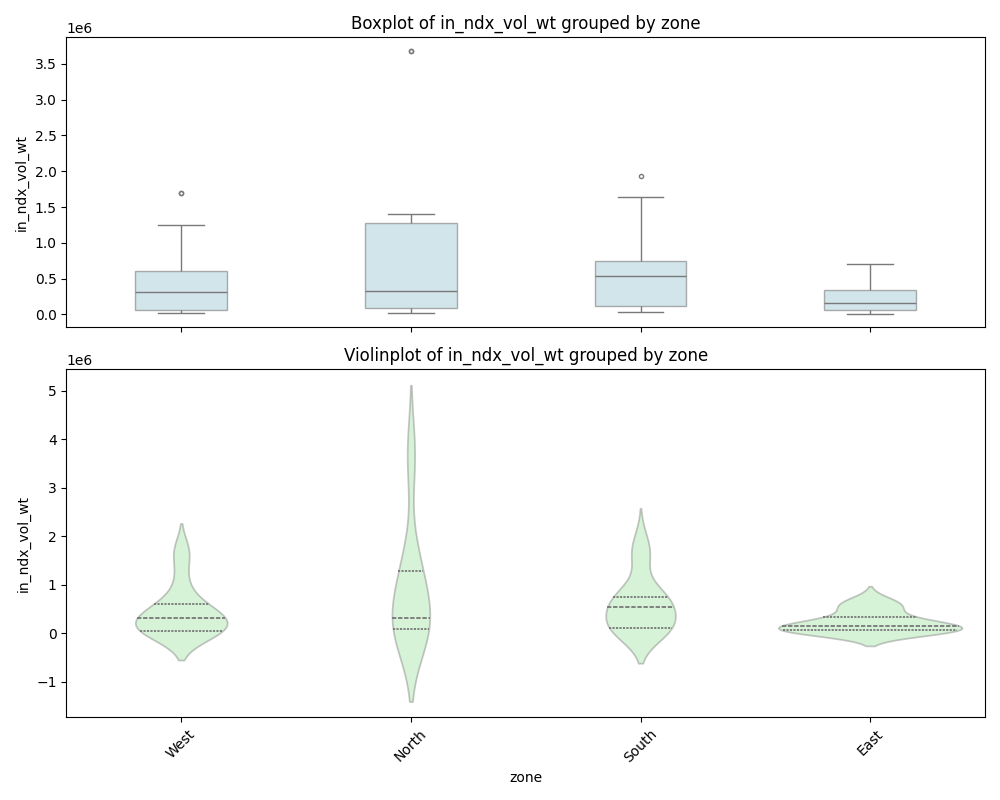 Boxplot of in_ndx_vol_wt grouped by zone
1e6
3.5
3.0
2.5
2.0
1.5
1.0
0.5
0.0
in_ndx_vol_wt
Violinplot of in_ndx_vol_wt grouped by zone
1e6
5
4
3
2
1
0
−1
in_ndx_vol_wt
West
North
South
East
zone